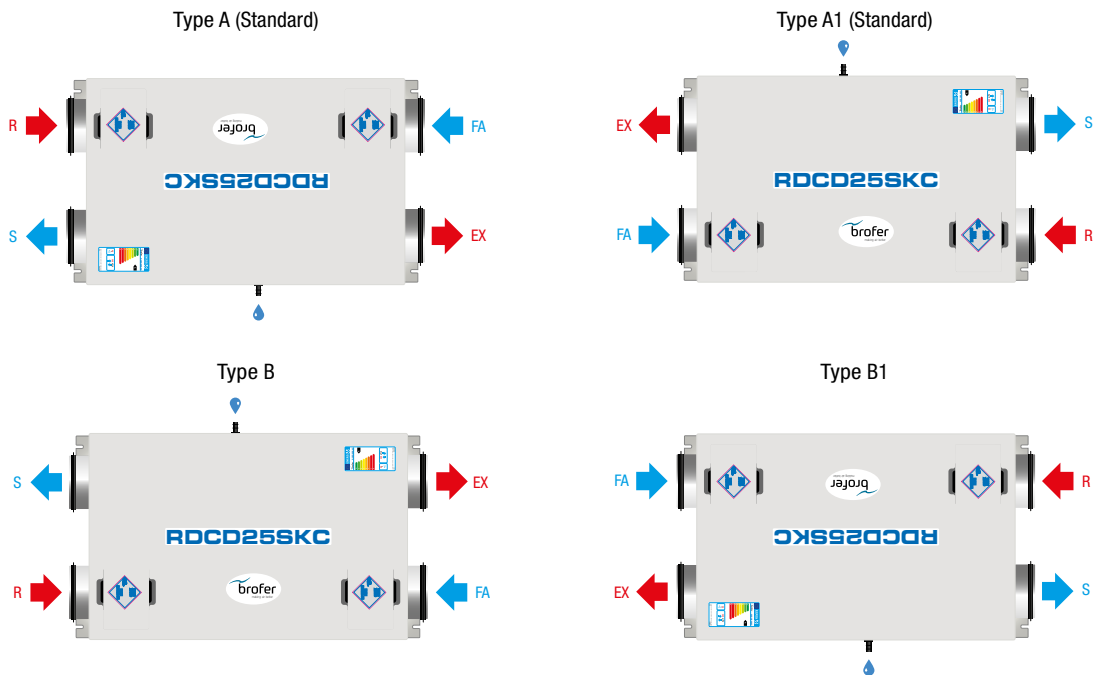 Type A (Standard)
Type A1 (Standard)
R
FA
brofer
RDCD25SKC
S
EX
EX
S
RDCD25SKC
FA
brofer
R
Type B
Type B1
S
EX
RDCD25SKC
R
brofer
FA
FA
brofer
R
RDCD25SKC
EX
S